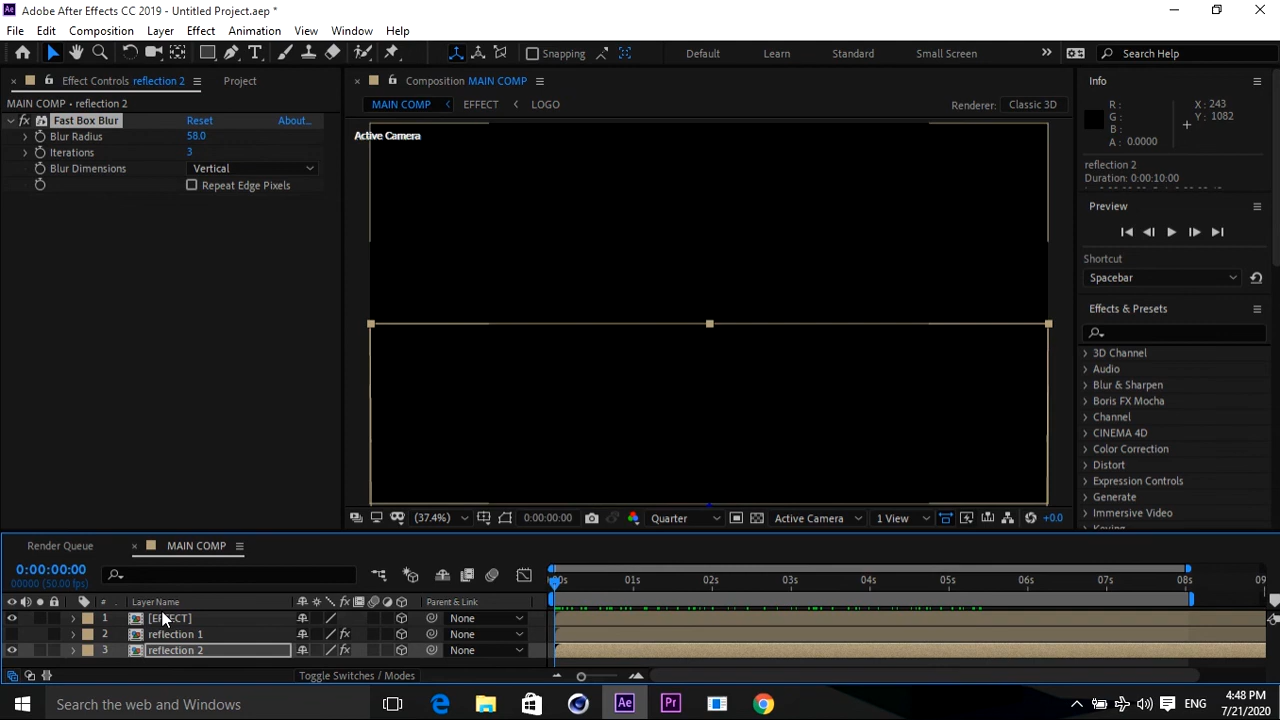 Adobe After Effects CC 2019 - Untitled Project.aep *
File Edit Composition Layer Effect Animation View Window Help
Snapping Default Learn Standard Small Screen Search Help
Effect Controls reflection 2 Project
Composition MAIN COMP
Info
MAIN COMP • reflection 2
MAIN COMP EFFECT LOGO Renderer: Classic 3D
R : X : 243
G : Y : 1082
B :
A : 0.0000
fx Fast Box Blur Reset About...
Active Camera
Blur Radius 58.0
Iterations 3
reflection 2
Duration: 0:00:10:00
Blur Dimensions Vertical
Repeat Edge Pixels
Preview
Shortcut
Spacebar
Effects & Presets
3D Channel
Audio
Blur & Sharpen
Boris FX Mocha
Channel
CINEMA 4D
Color Correction
Distort
Expression Controls
Generate
Immersive Video
Keying
(37.4%) 0:00:00:00 Quarter Active Camera 1 View +0.0
Render Queue MAIN COMP
0:00:00:00
00000 (50.00 fps)
:00s 01s 02s 03s 04s 05s 06s 07s 08s 09
# Layer Name fx Parent & Link
1 [EFFECT] None
2 reflection 1 fx None
3 reflection 2 fx None
Toggle Switches / Modes
Search the web and Windows
Ae Pr
ENG
4:48 PM
7/21/2020